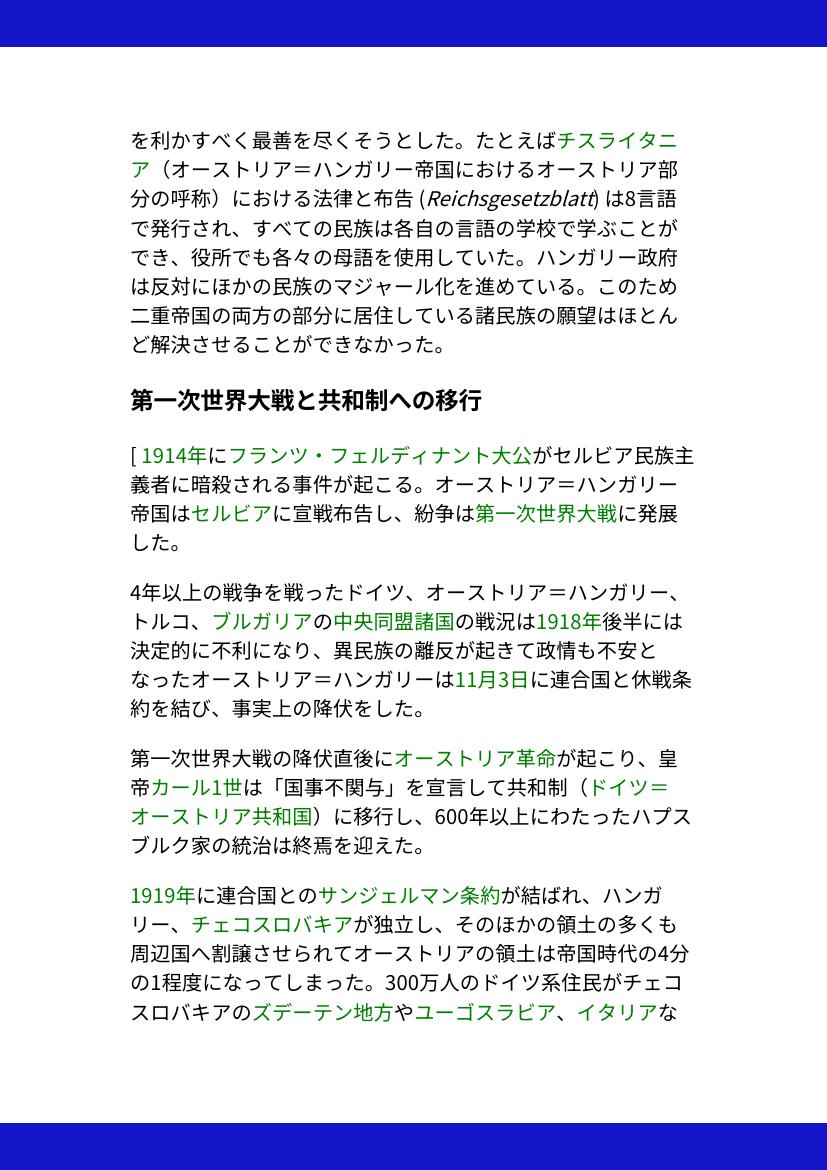 を利かすべく最善を尽くそうとした。たとえばチスライタニ
ア（オーストリア＝ハンガリー帝国におけるオーストリア部
分の呼称）における法律と布告 (Reichsgesetzblatt) は8言語
で発行され、すべての民族は各自の言語の学校で学ぶことが
でき、役所でも各々の母語を使用していた。ハンガリー政府
は反対にほかの民族のマジャール化を進めている。このため
二重帝国の両方の部分に居住している諸民族の願望はほとん
ど解決させることができなかった。
第一次世界大戦と共和制への移行
[ 1914年にフランツ・フェルディナント大公がセルビア民族主
義者に暗殺される事件が起こる。オーストリア＝ハンガリー
帝国はセルビアに宣戦布告し、紛争は第一次世界大戦に発展
した。
4年以上の戦争を戦ったドイツ、オーストリア＝ハンガリー、
トルコ、ブルガリアの中央同盟諸国の戦況は1918年後半には
決定的に不利になり、異民族の離反が起きて政情も不安と
なったオーストリア＝ハンガリーは11月3日に連合国と休戦条
約を結び、事実上の降伏をした。
第一次世界大戦の降伏直後にオーストリア革命が起こり、皇
帝カール1世は「国事不関与」を宣言して共和制（ドイツ＝
オーストリア共和国）に移行し、600年以上にわたったハプス
ブルク家の統治は終焉を迎えた。
1919年に連合国とのサンジェルマン条約が結ばれ、ハンガ
リー、チェコスロバキアが独立し、そのほかの領土の多くも
周辺国へ割譲させられてオーストリアの領土は帝国時代の4分
の1程度になってしまった。300万人のドイツ系住民がチェコ
スロバキアのズデーテン地方やユーゴスラビア、イタリアな